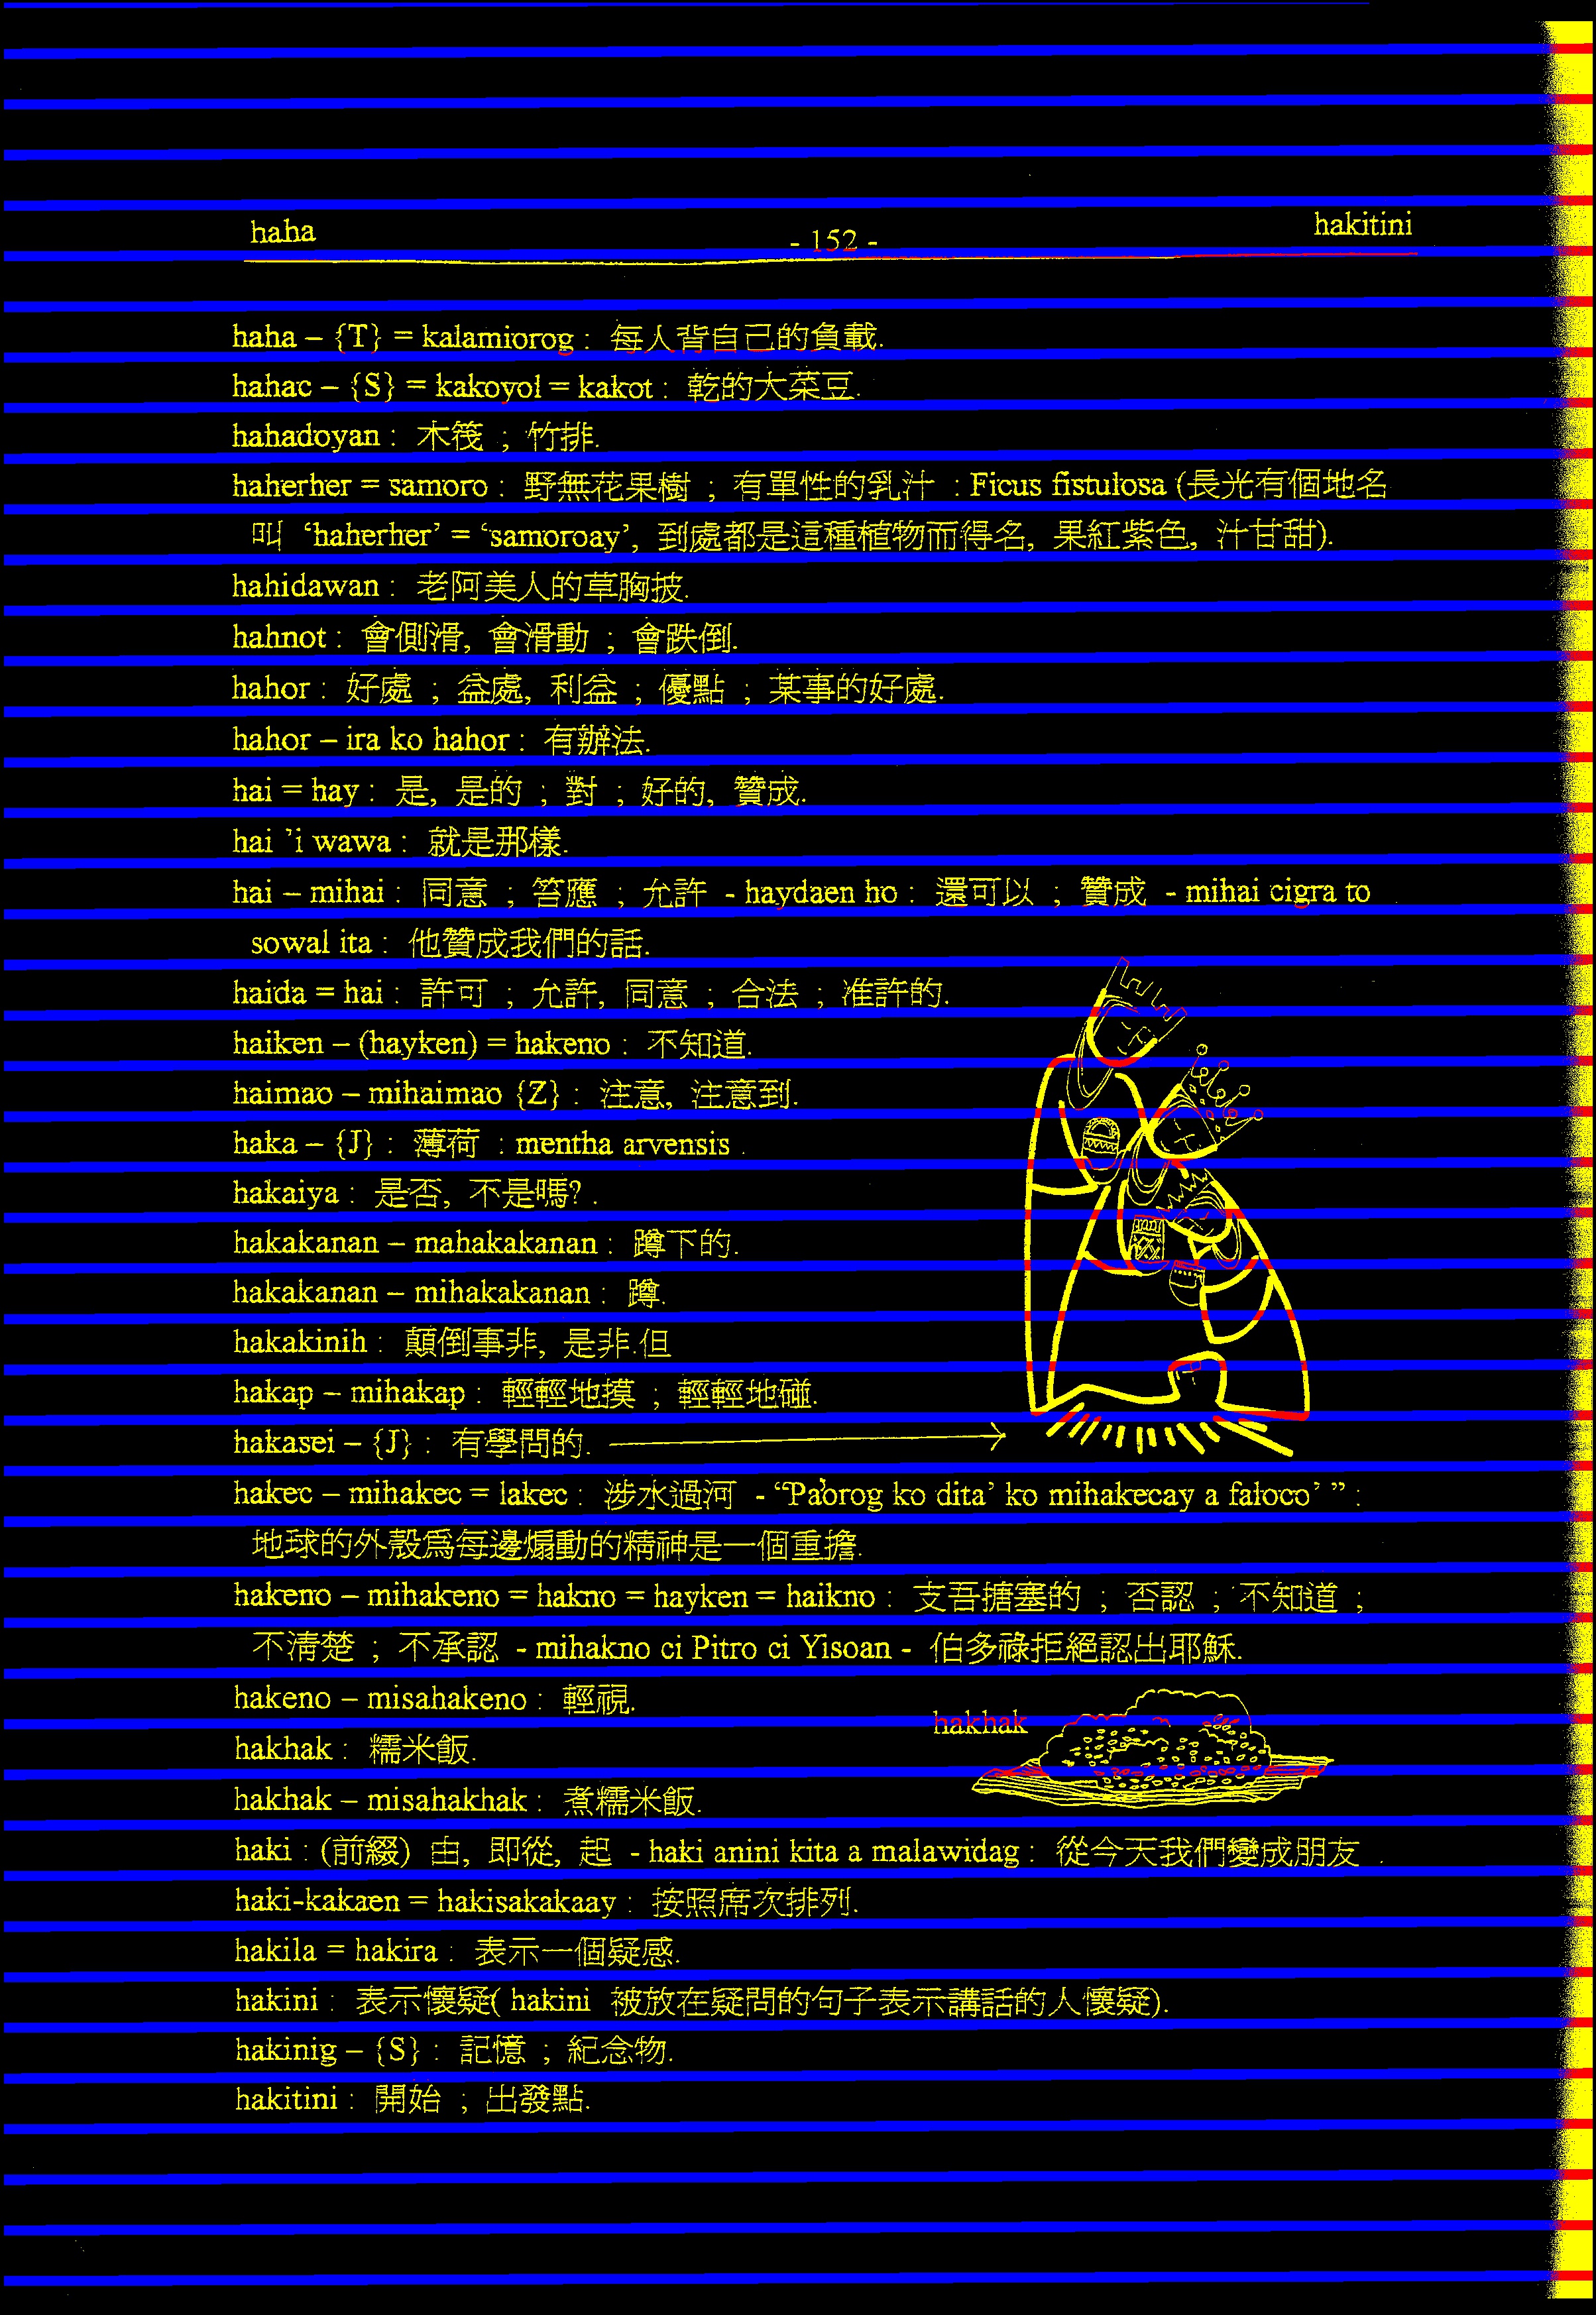 haha - 152 - hakitini
haha – {T} = kalamiorog : 每人背自己的負載.
hahac – {S} = kakoyol = kakot : 乾的大菜豆.
hahadoyan : 木筏 ; 竹排.
haherher = samoro : 野無花果樹 ; 有單性的乳汁 : Ficus fistulosa (長光有個地名
叫 ‘haherher’ = ‘samoroay’, 到處都是這種植物而得名, 果紅紫色, 汁甘甜).
hahidawan : 老阿美人的草胸披.
hahnot : 會側滑, 會滑動 ; 會跌倒.
hahor : 好處 ; 益處, 利益 ; 優點 ; 某事的好處.
hahor – ira ko hahor : 有辦法.
hai = hay : 是, 是的 ; 對 ; 好的, 贊成.
hai ’i wawa : 就是那樣.
hai – mihai : 同意 ; 答應 ; 允許 - haydaen ho : 還可以 ; 贊成 - mihai cigra to
sowal ita : 他贊成我們的話.
haida = hai : 許可 ; 允許, 同意 ; 合法 ; 准許的.
haiken – (hayken) = hakeno : 不知道.
haimao – mihaimao {Z} : 注意, 注意到.
haka – {J} : 薄荷 : mentha arvensis .
hakaiya : 是否, 不是嗎? .
hakakanan – mahakakanan : 蹲下的.
hakakanan – mihakakanan : 蹲.
hakakinih : 顛倒事非, 是非.但
hakap – mihakap : 輕輕地摸 ; 輕輕地碰.
hakasei – {J} : 有學問的.
hakec – mihakec = lakec : 涉水過河 - “Pa'orog ko dita’ ko mihakecay a faloco’ ” :
地球的外殼為每邊煽動的精神是一個重擔.
hakeno – mihakeno = hakno = hayken = haikno : 支吾搪塞的 ; 否認 ; 不知道 ;
不清楚 ; 不承認 - mihakno ci Pitro ci Yisoan - 伯多祿拒絕認出耶穌.
hakeno – misahakeno : 輕視.
hakhak
hakhak : 糯米飯.
hakhak – misahakhak : 煮糯米飯.
haki : (前綴) 由, 即從, 起 - haki anini kita a malawidag : 從今天我們變成朋友 .
haki-kakaen = hakisakakaay : 按照席次排列.
hakila = hakira : 表示一個疑感.
hakini : 表示懷疑( hakini 被放在疑問的句子表示講話的人懷疑).
hakinig – {S} : 記憶 ; 紀念物.
hakitini : 開始 ; 出發點.